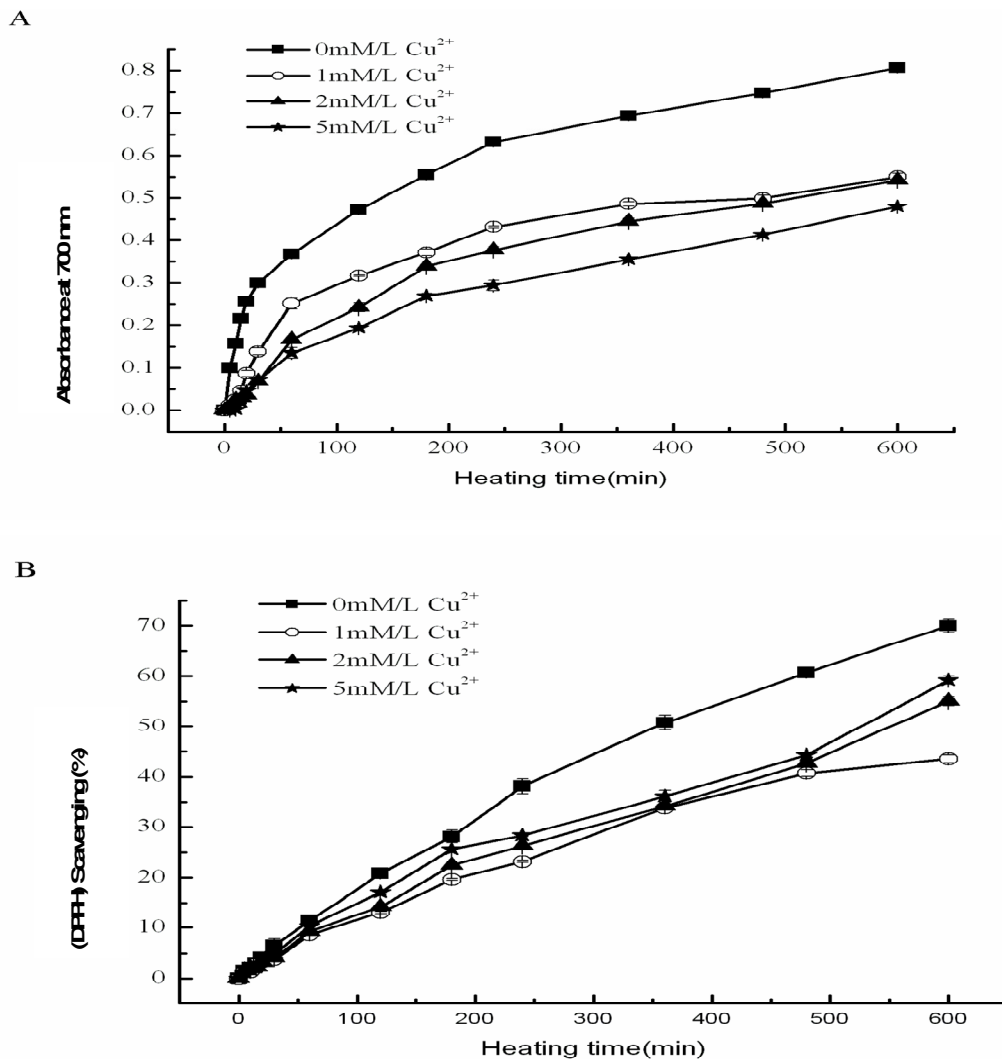 A
0mM/L Cu²⁺
1mM/L Cu²⁺
2mM/L Cu²⁺
5mM/L Cu²⁺
0.8
0.7
0.6
0.5
0.4
0.3
0.2
0.1
0.0
Absorbance at 700 nm
0 100 200 300 400 500 600
Heating time(min)
B
0mM/L Cu²⁺
1mM/L Cu²⁺
2mM/L Cu²⁺
5mM/L Cu²⁺
70
60
50
40
30
20
10
0
(DPPH) Scavenging (%)
0 100 200 300 400 500 600
Heating time(min)